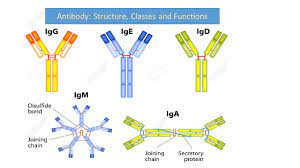 Antibody: Structure, Classes and Functions
IgG
IgE
IgD
IgM
IgA
Disulfide
bond
Joining
chain
Joining
chain
Secretory
protein